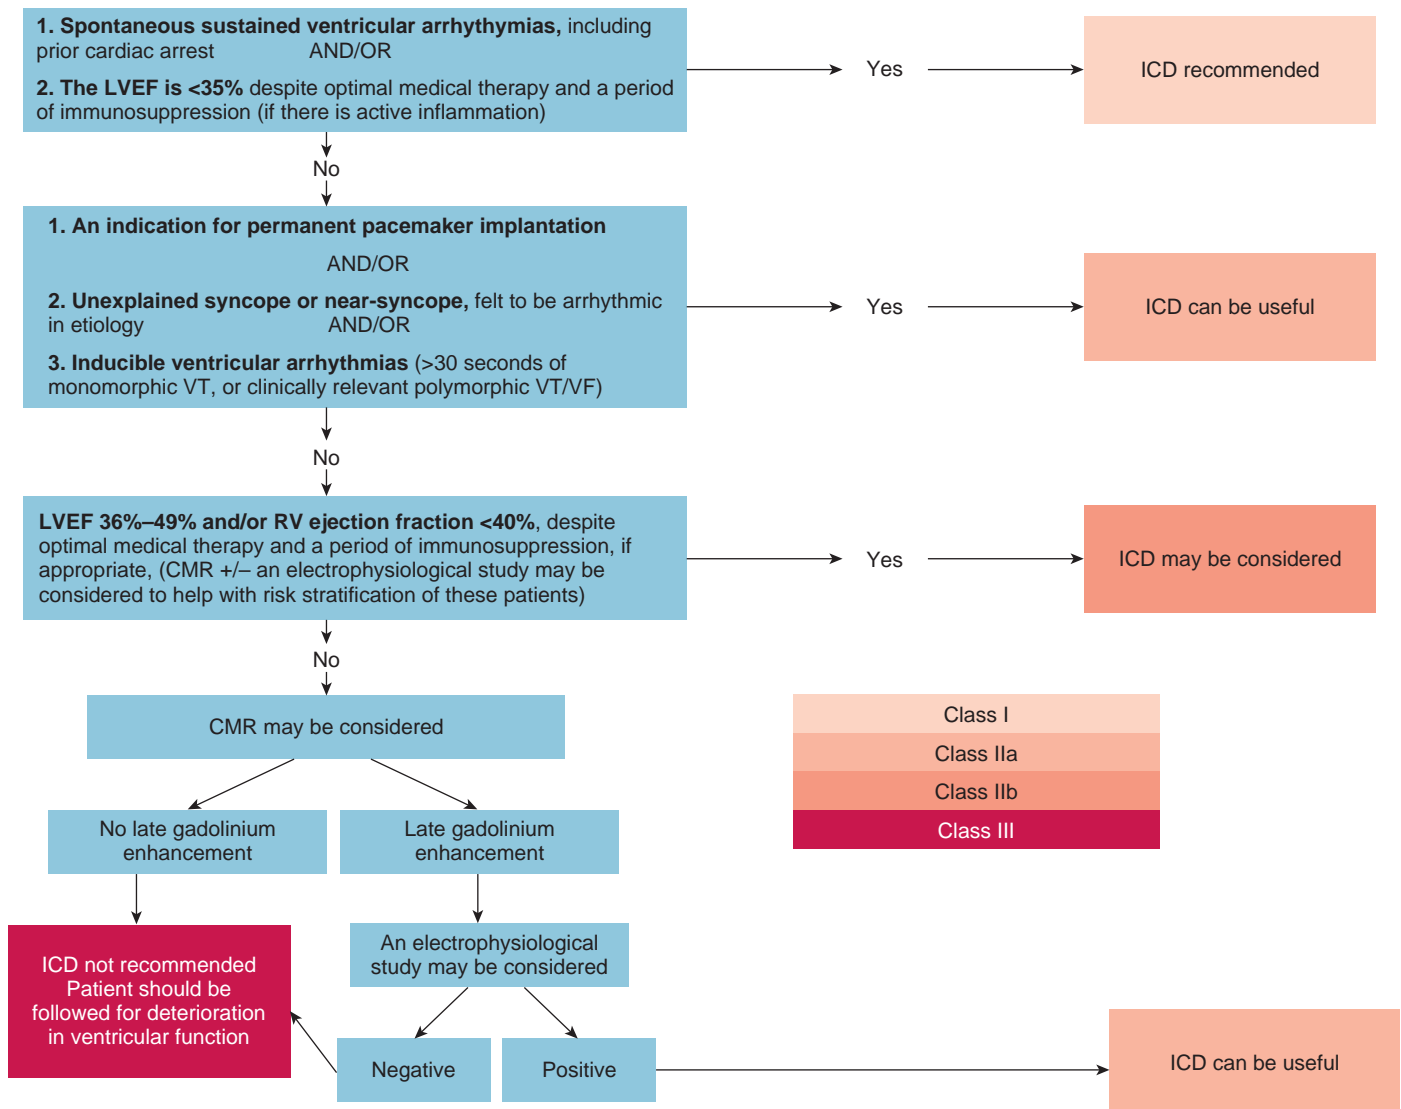 1. Spontaneous sustained ventricular arrhythymias, including
prior cardiac arrest AND/OR
2. The LVEF is <35% despite optimal medical therapy and a period
of immunosuppression (if there is active inflammation)
Yes
ICD recommended
No
1. An indication for permanent pacemaker implantation
AND/OR
2. Unexplained syncope or near-syncope, felt to be arrhythmic
in etiology AND/OR
3. Inducible ventricular arrhythmias (>30 seconds of
monomorphic VT, or clinically relevant polymorphic VT/VF)
Yes
ICD can be useful
No
LVEF 36%–49% and/or RV ejection fraction <40%, despite
optimal medical therapy and a period of immunosuppression, if
appropriate, (CMR +/– an electrophysiological study may be
considered to help with risk stratification of these patients)
Yes
ICD may be considered
No
CMR may be considered
Class I
Class IIa
Class IIb
Class III
No late gadolinium
enhancement
Late gadolinium
enhancement
ICD not recommended
Patient should be
followed for deterioration
in ventricular function
An electrophysiological
study may be considered
Negative
Positive
ICD can be useful